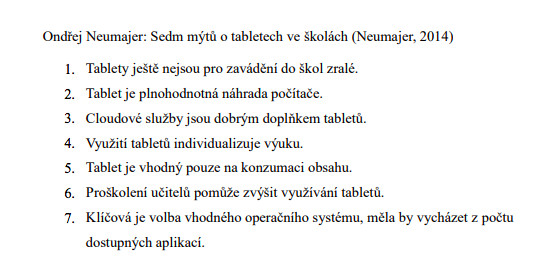 Ondřej Neumajer: Sedm mýtů o tabletech ve školách (Neumajer, 2014)
1. Tablety ještě nejsou pro zavádění do škol zralé.
2. Tablet je plnohodnotná náhrada počítače.
3. Cloudové služby jsou dobrým doplňkem tabletů.
4. Využití tabletů individualizuje výuku.
5. Tablet je vhodný pouze na konzumaci obsahu.
6. Proškolení učitelů pomůže zvýšit využívání tabletů.
7. Klíčová je volba vhodného operačního systému, měla by vycházet z počtu
dostupných aplikací.